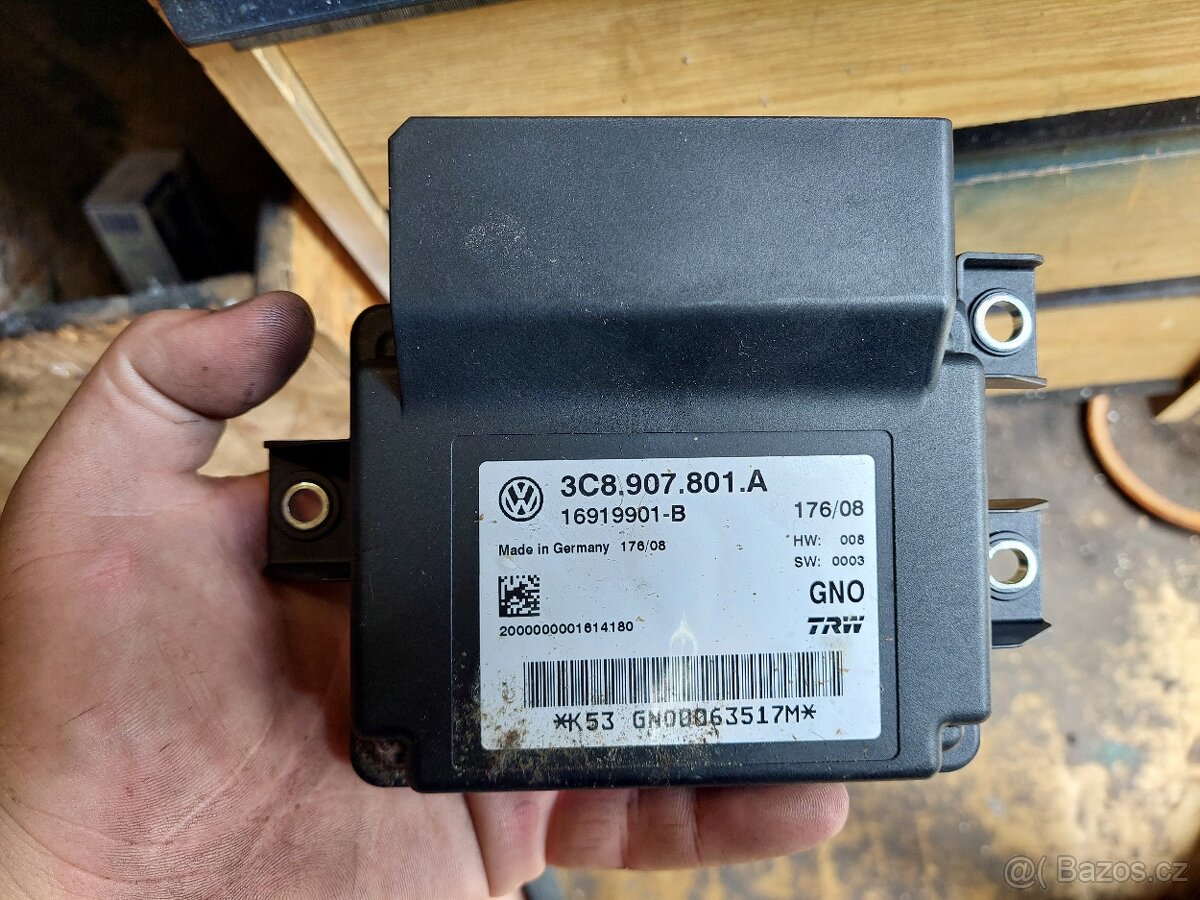 3C8.907.801.A
16919901-B
176/08
Made in Germany 176/08
HW: 008
SW: 0003
GNO
TRW
2000000001614180
*K53 GNO0063517M*
@( Bazos.cz